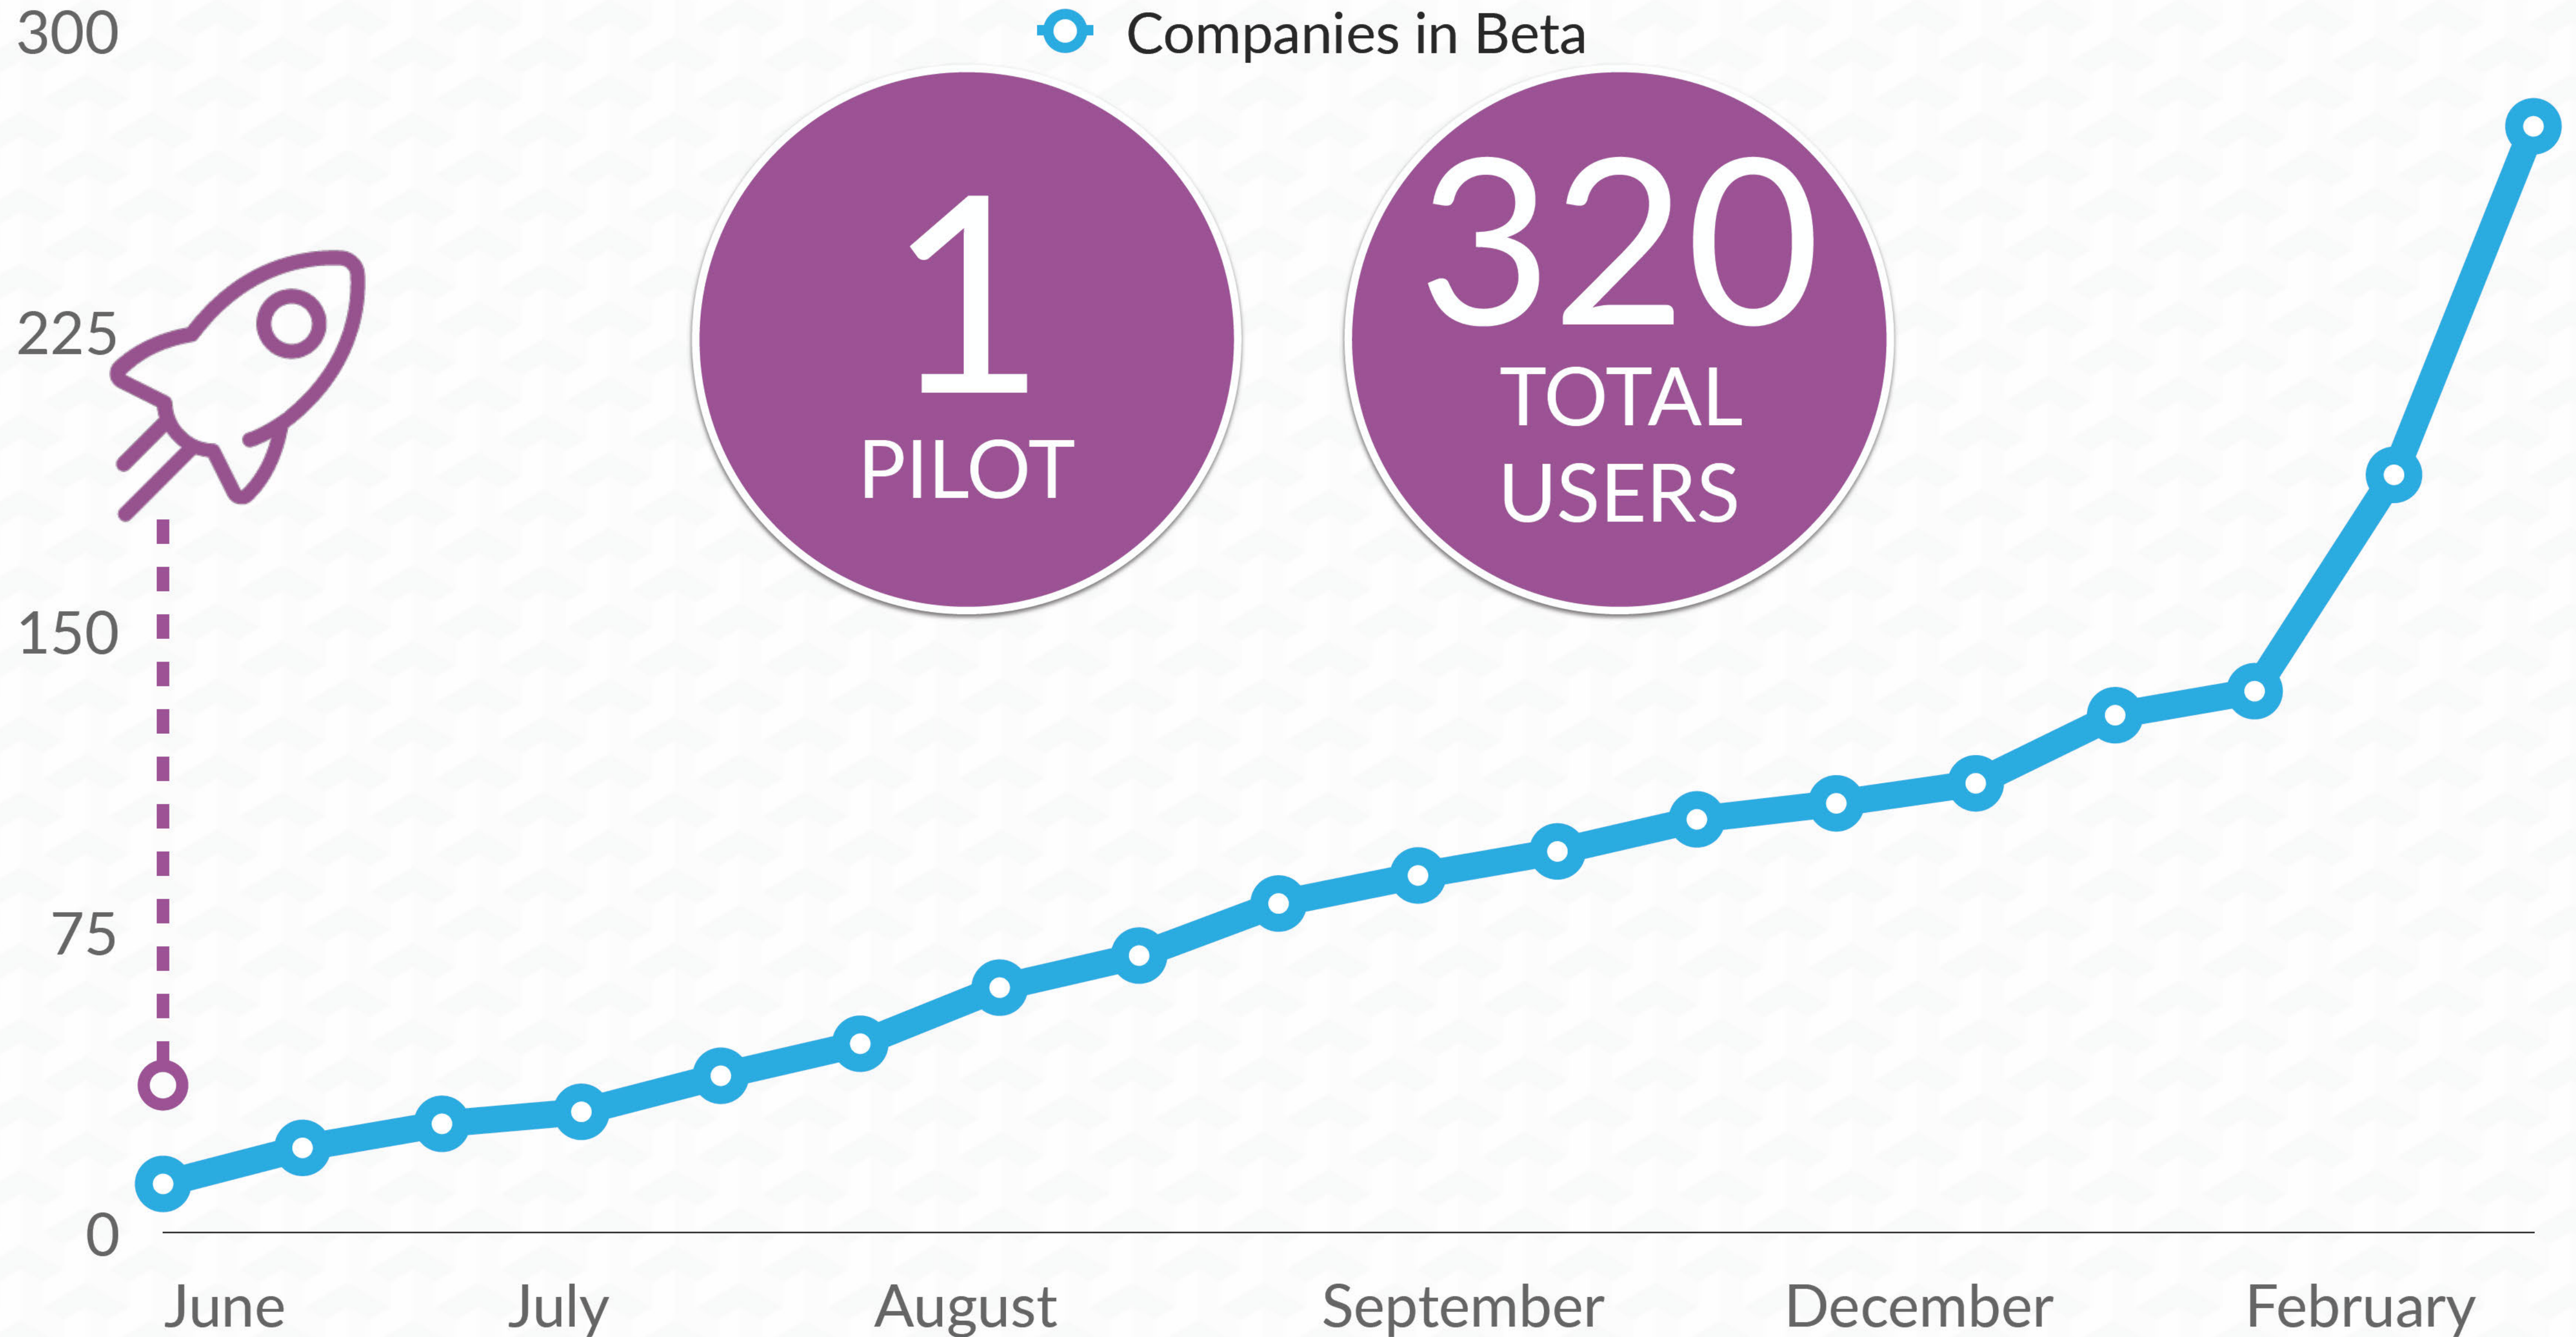 Companies in Beta
300
225
150
75
0
1
PILOT
320
TOTAL
USERS
June
July
August
September
December
February